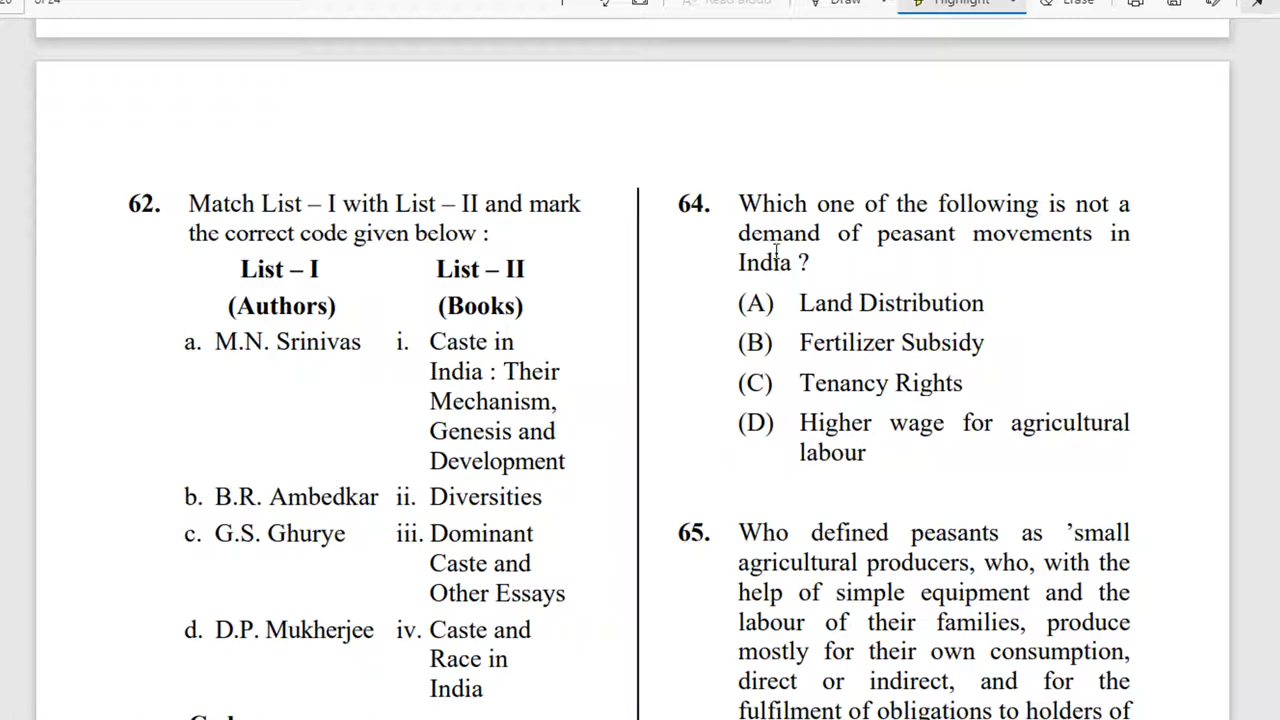 Draw
Highlight
Erase
62. Match List – I with List – II and mark
the correct code given below :
List – I List – II
(Authors) (Books)
a. M.N. Srinivas i. Caste in
India : Their
Mechanism,
Genesis and
Development
b. B.R. Ambedkar ii. Diversities
c. G.S. Ghurye iii. Dominant
Caste and
Other Essays
d. D.P. Mukherjee iv. Caste and
Race in
India
64. Which one of the following is not a
demand of peasant movements in
India ?
(A) Land Distribution
(B) Fertilizer Subsidy
(C) Tenancy Rights
(D) Higher wage for agricultural
labour
65. Who defined peasants as ’small
agricultural producers, who, with the
help of simple equipment and the
labour of their families, produce
mostly for their own consumption,
direct or indirect, and for the
fulfilment of obligations to holders of